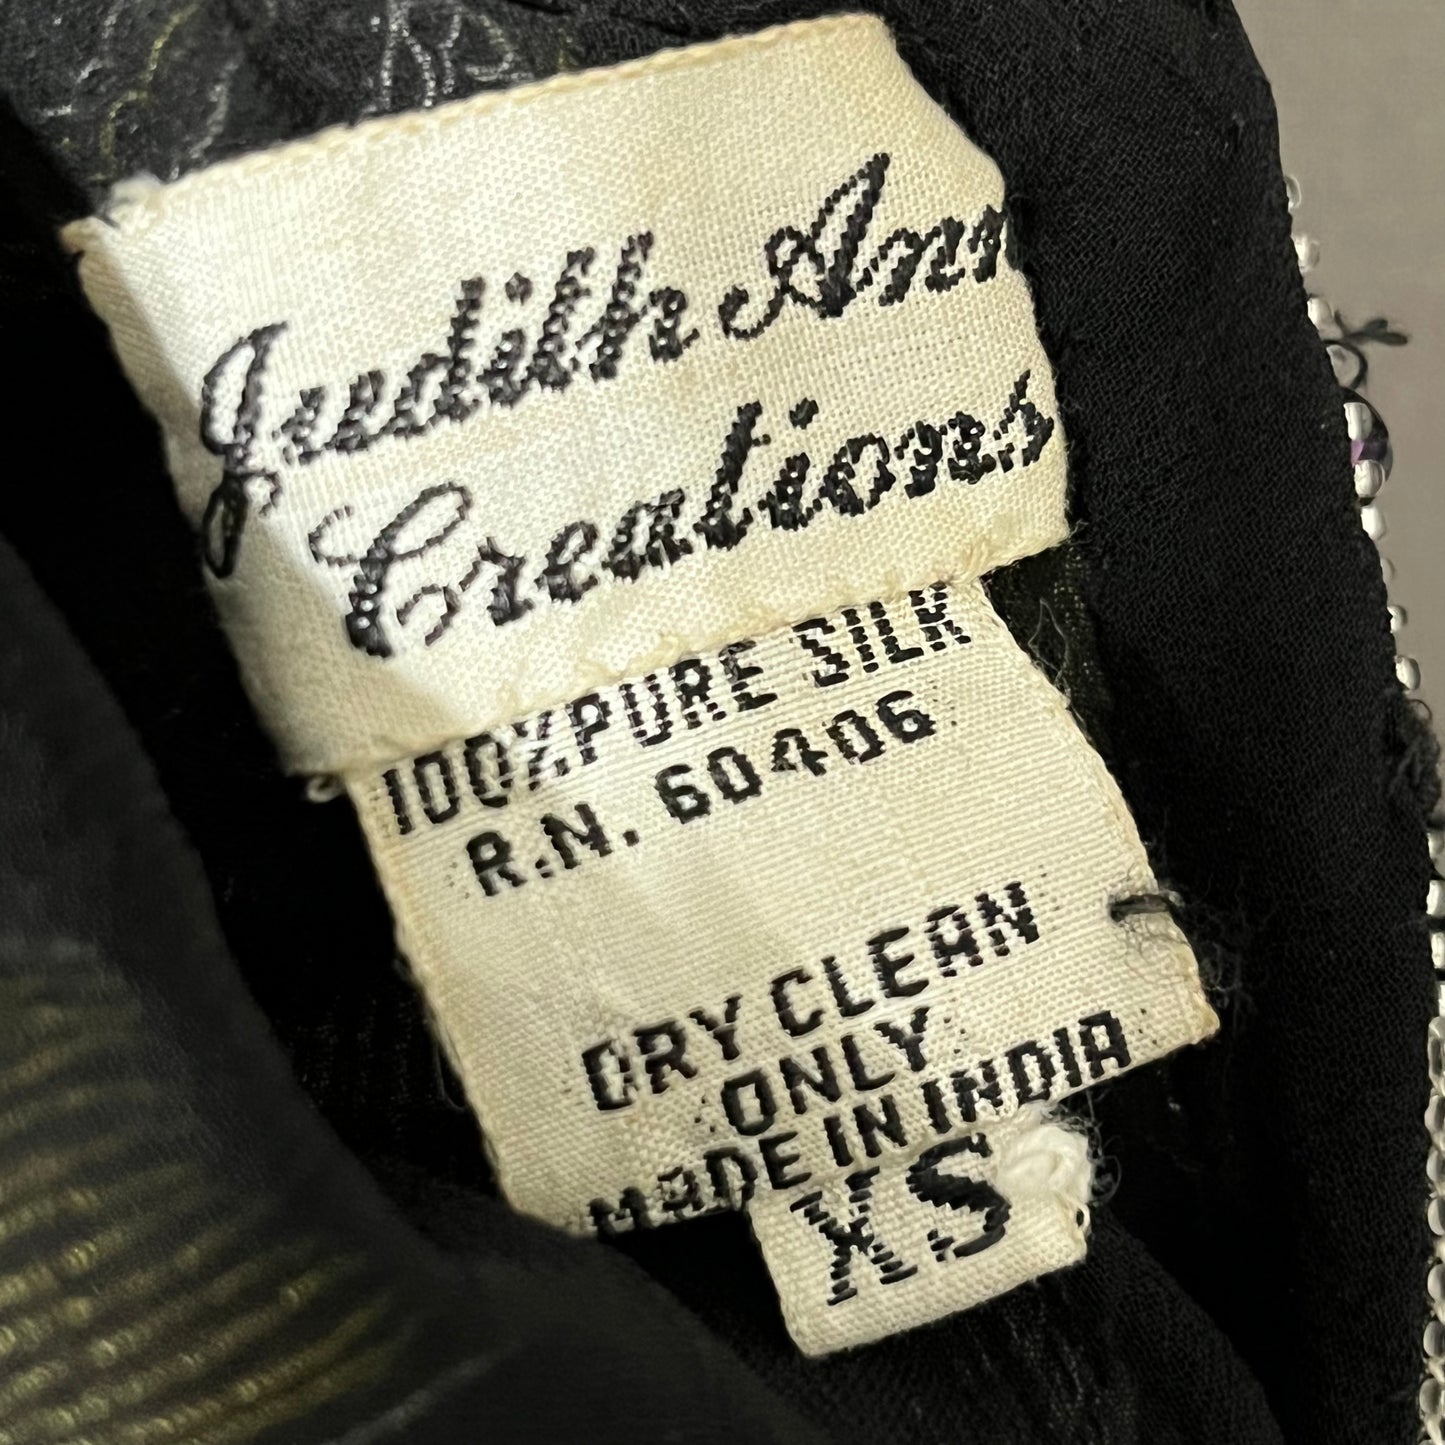 Judith Ann
Creations
100% PURE SILK
R.N. 60406
DRY CLEAN
ONLY
MADE IN INDIA
XS